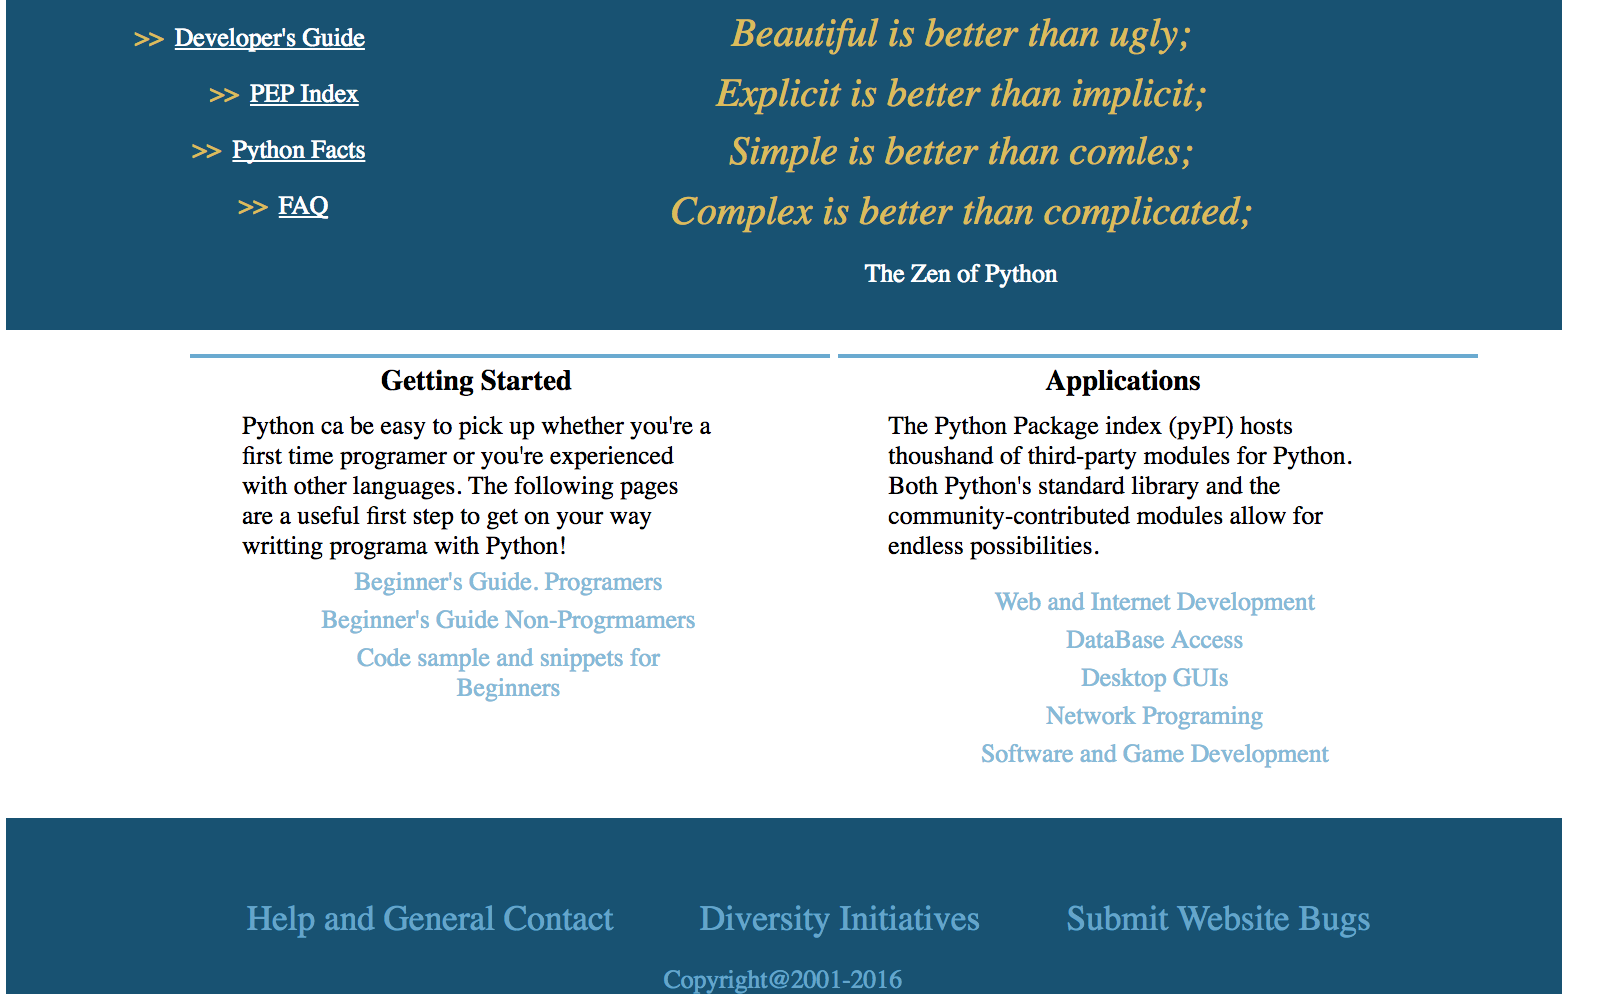 >> Developer's Guide
>> PEP Index
>> Python Facts
>> FAQ
Beautiful is better than ugly;
Explicit is better than implicit;
Simple is better than comles;
Complex is better than complicated;
The Zen of Python
Getting Started
Python ca be easy to pick up whether you're a
first time programer or you're experienced
with other languages. The following pages
are a useful first step to get on your way
writting programa with Python!
Beginner's Guide. Programers
Beginner's Guide Non-Progrmamers
Code sample and snippets for
Beginners
Applications
The Python Package index (pyPI) hosts
thoushand of third-party modules for Python.
Both Python's standard library and the
community-contributed modules allow for
endless possibilities.
Web and Internet Development
DataBase Access
Desktop GUIs
Network Programing
Software and Game Development
Help and General Contact
Diversity Initiatives
Submit Website Bugs
Copyright@2001-2016